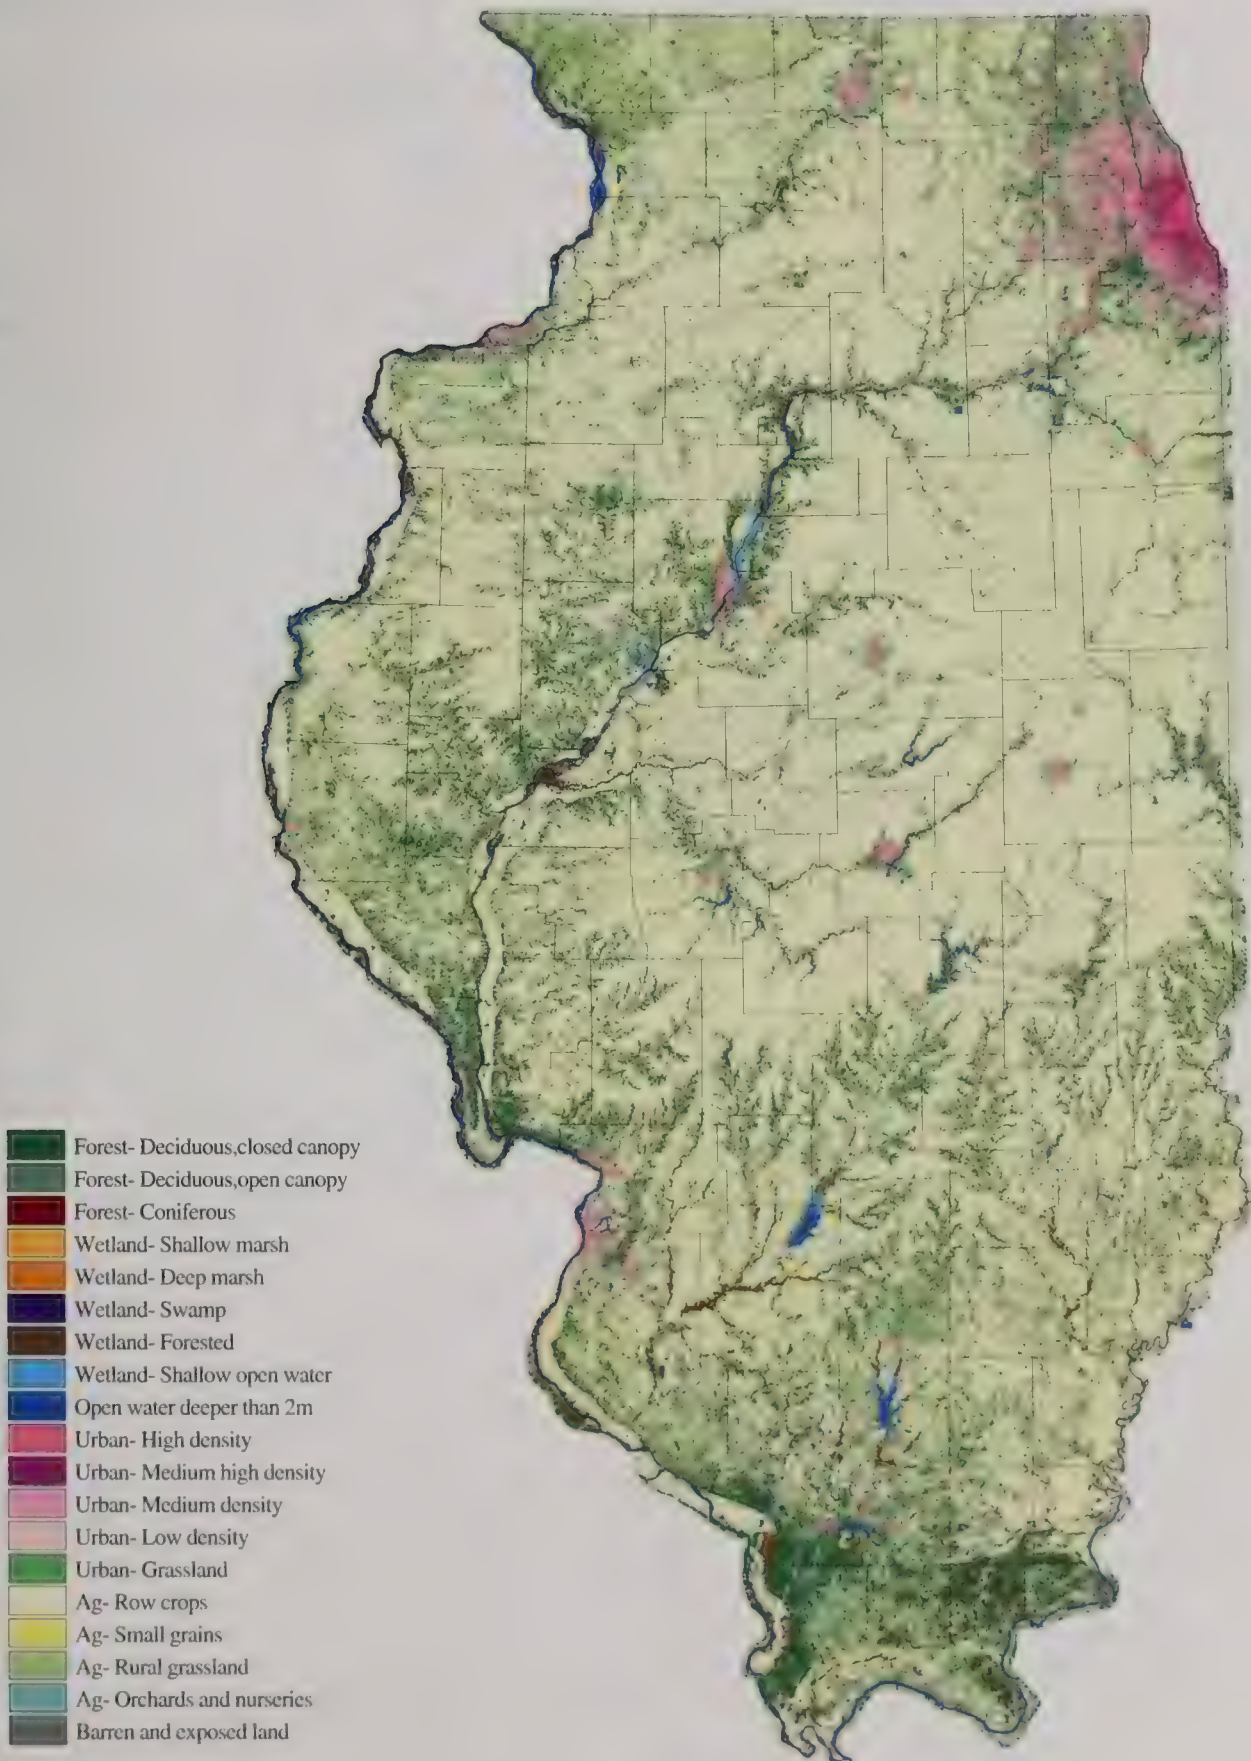 Forest- Deciduous,closed canopy
Forest- Deciduous,open canopy
Forest- Coniferous
Wetland- Shallow marsh
Wetland- Deep marsh
Wetland- Swamp
Wetland- Forested
Wetland- Shallow open water
Open water deeper than 2m
Urban- High density
Urban- Medium high density
Urban- Medium density
Urban- Low density
Urban- Grassland
Ag- Row crops
Ag- Small grains
Ag- Rural grassland
Ag- Orchards and nurseries
Barren and exposed land